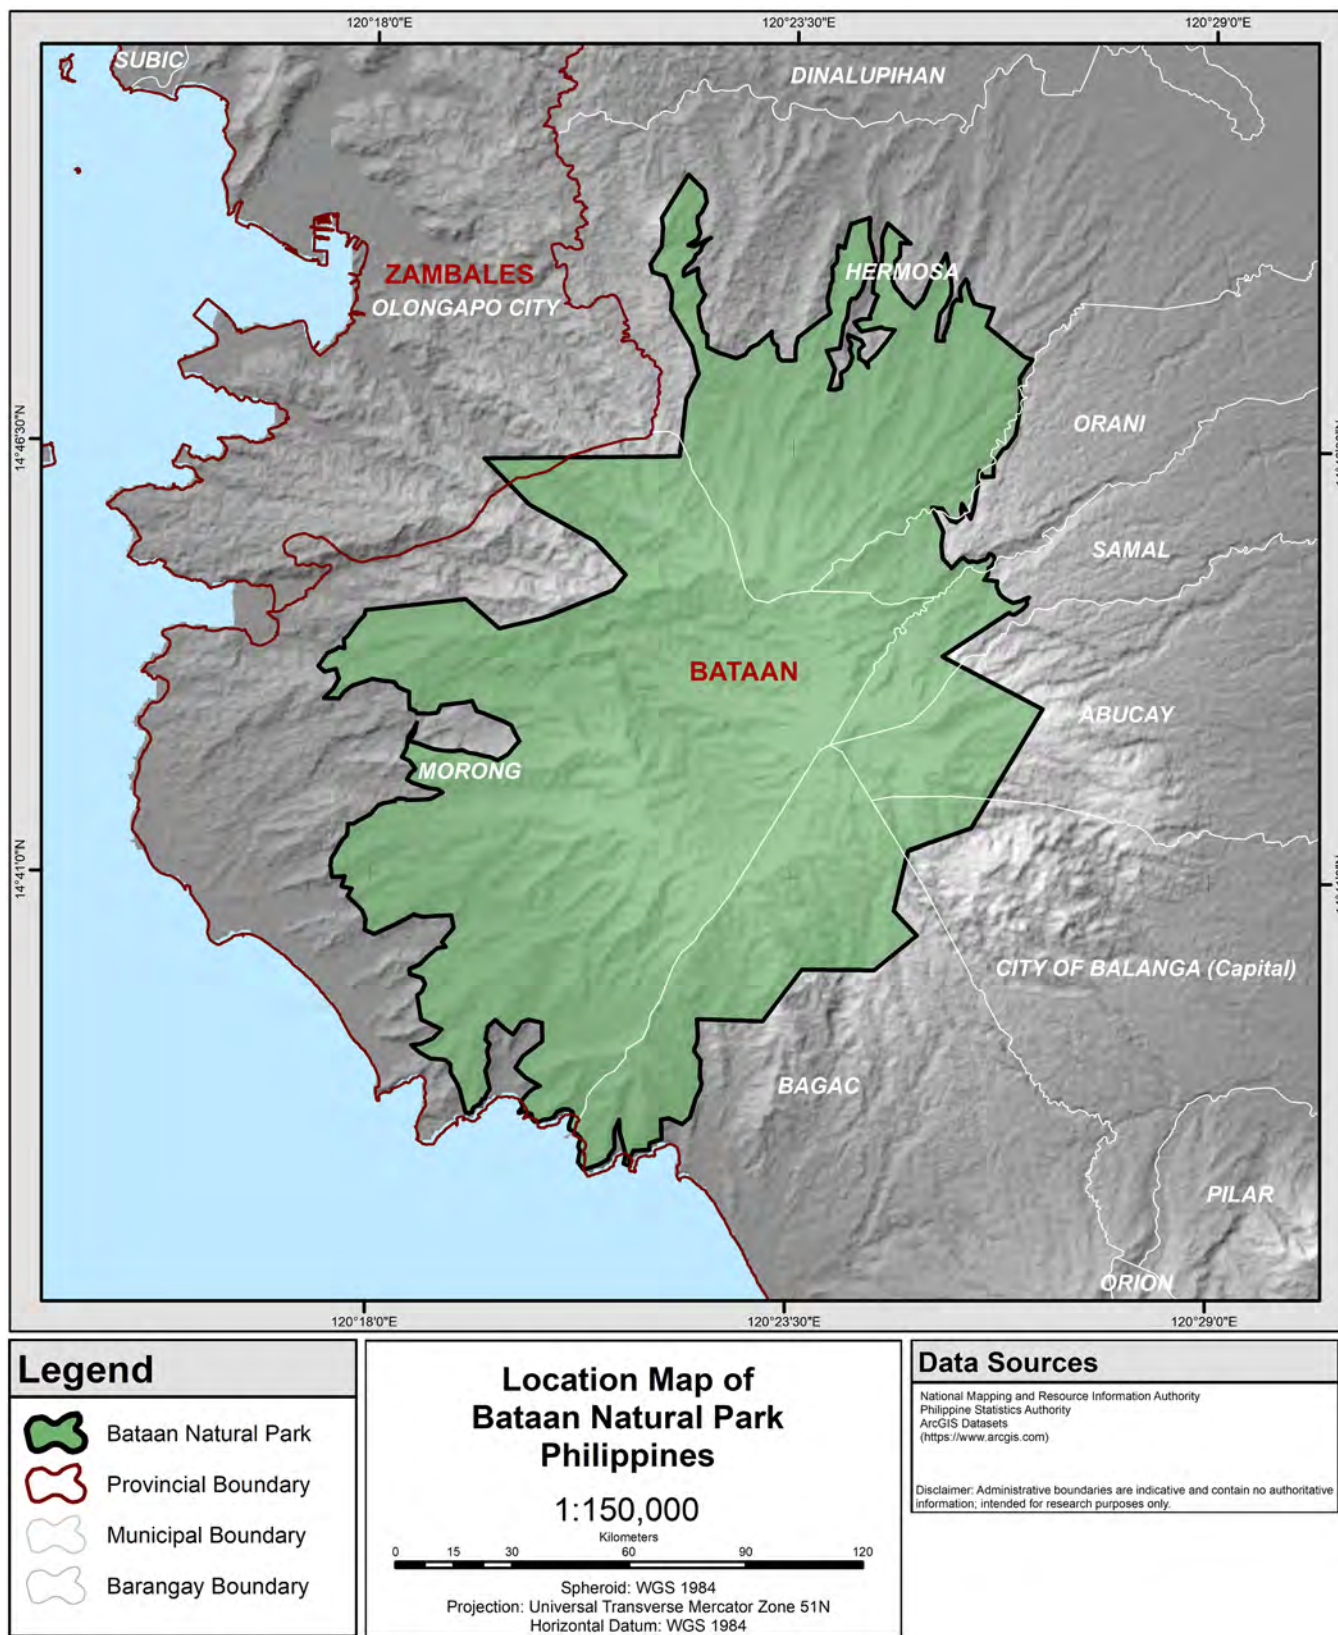 120°18'0"E
120°23'30"E
120°29'0"E
SUBIC
DINALUPIHAN
ZAMBALES
OLONGAPO CITY
HERMOSA
14°46'30"N
ORANI
SAMAL
BATAAN
ABUCAY
MORONG
14°41'0"N
CITY OF BALANGA (Capital)
BAGAC
PILAR
ORION
120°18'0"E
120°23'30"E
120°29'0"E
Legend
Bataan Natural Park
Provincial Boundary
Municipal Boundary
Barangay Boundary
Location Map of
Bataan Natural Park
Philippines
1:150,000
Kilometers
0 15 30 60 90 120
Spheroid: WGS 1984
Projection: Universal Transverse Mercator Zone 51N
Horizontal Datum: WGS 1984
Data Sources
National Mapping and Resource Information Authority
Philippine Statistics Authority
ArcGIS Datasets
(https://www.arcgis.com)
Disclaimer: Administrative boundaries are indicative and contain no authoritative
information; intended for research purposes only.